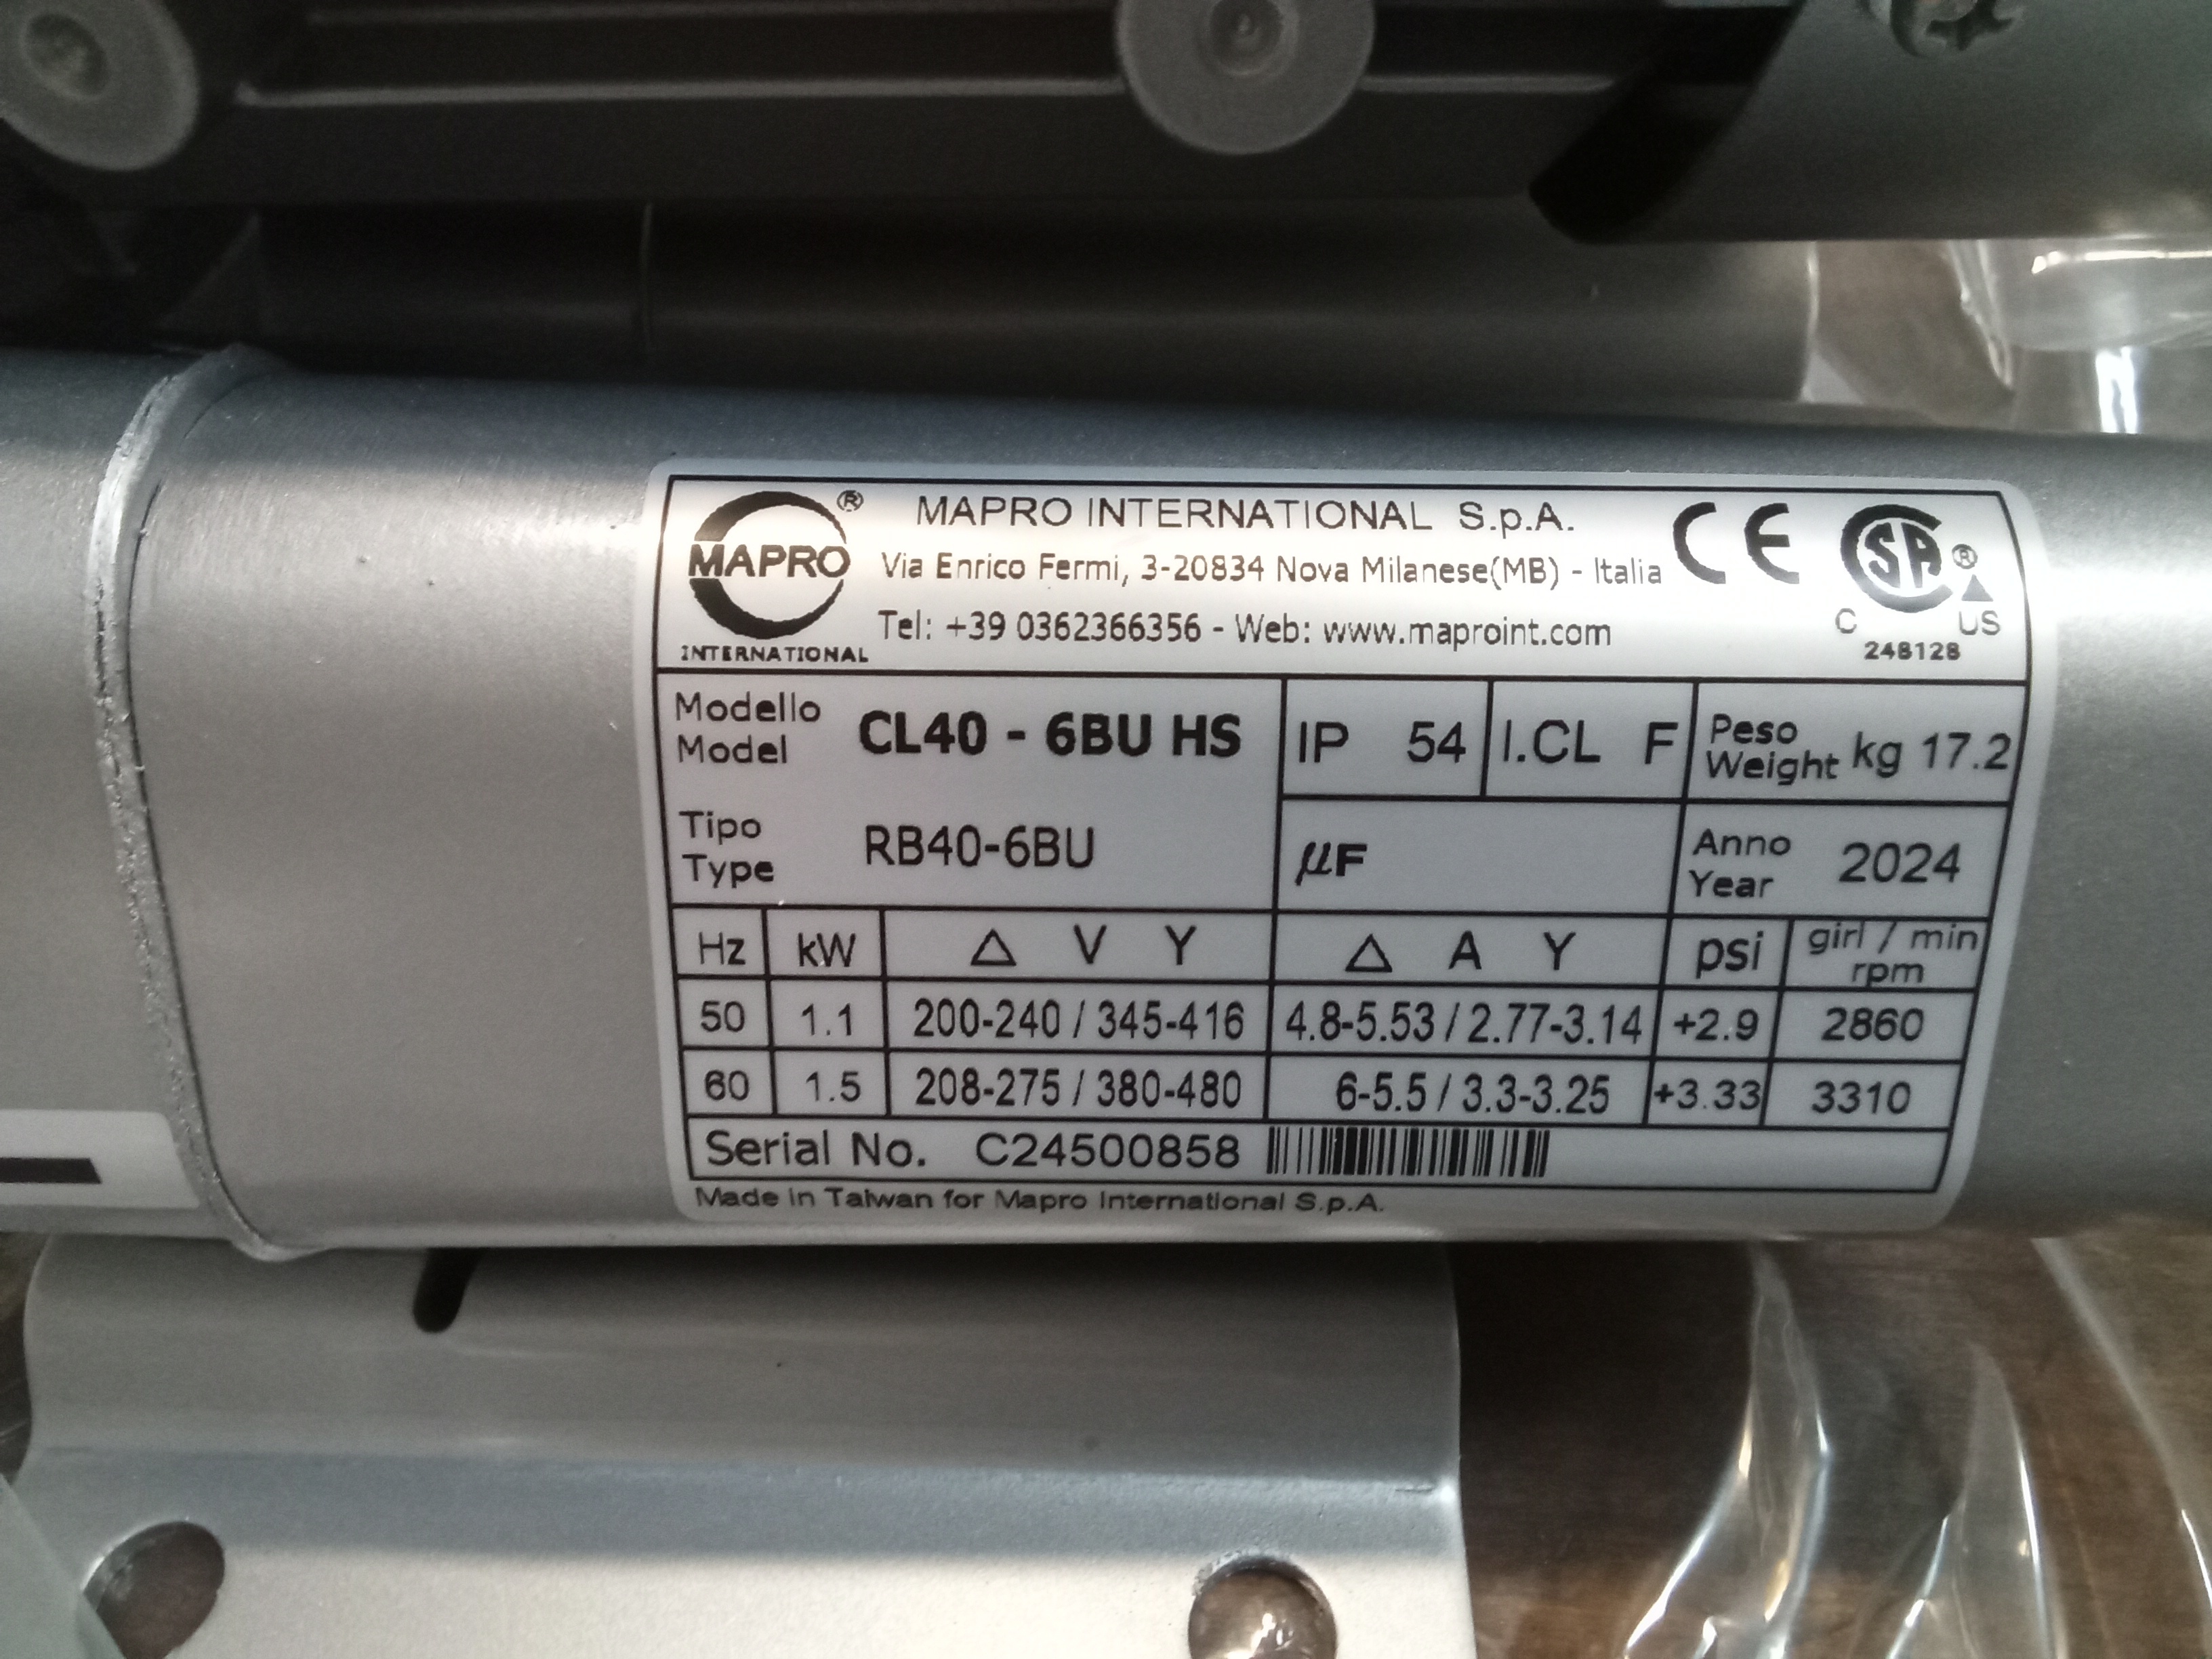 MAPRO INTERNATIONAL S.p.A.
Via Enrico Fermi, 3-20834 Nova Milanese(MB) - Italia
Tel: +39 0362366356 - Web: www.maproint.com
MAPRO ®
INTERNATIONAL
CE
SA ®
C US
248128
Modello
Model CL40 - 6BU HS
IP 54
I.CL F
Peso
Weight kg 17.2
Tipo
Type RB40-6BU
µF
Anno
Year 2024
Hz kW △ V Y △ A Y psi girl / min
rpm
50 1.1 200-240 / 345-416 4.8-5.53 / 2.77-3.14 +2.9 2860
60 1.5 208-275 / 380-480 6-5.5 / 3.3-3.25 +3.33 3310
Serial No. C24500858
Made in Taiwan for Mapro International S.p.A.